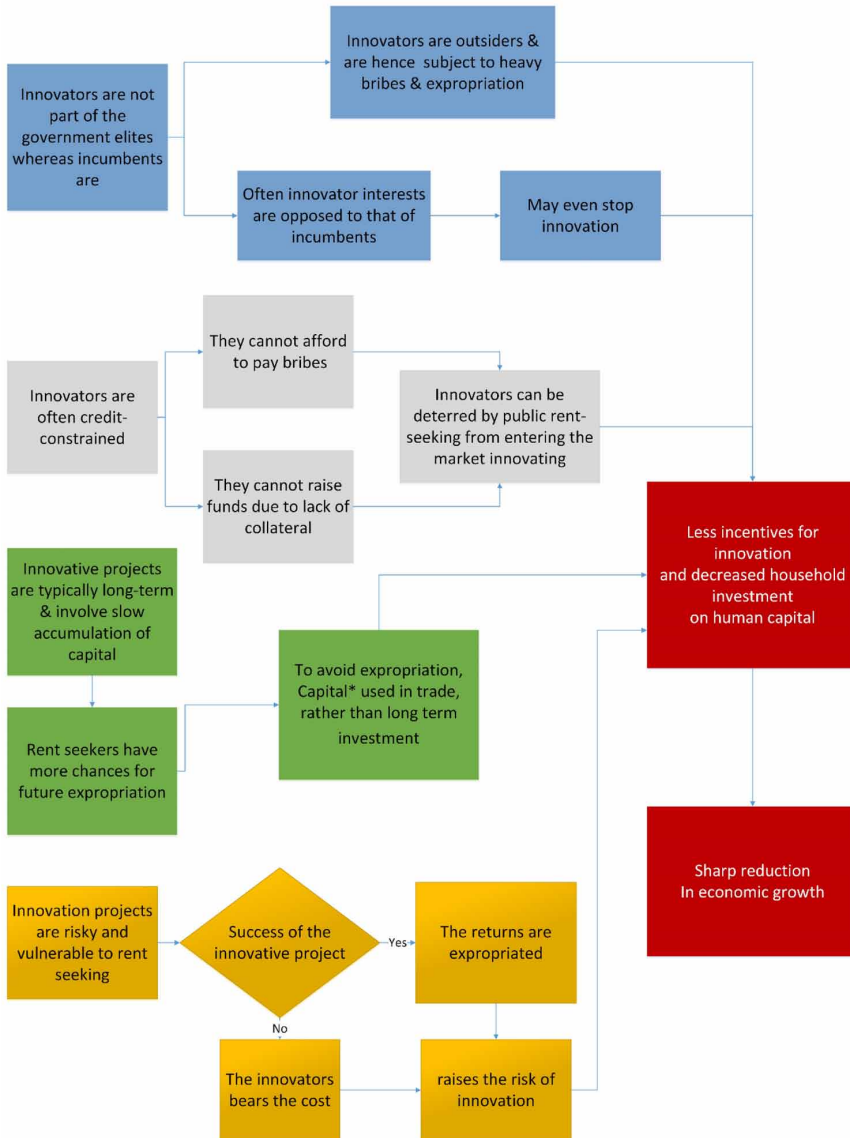 Innovators are not
part of the
government elites
whereas incumbents
are
Innovators are outsiders &
are hence subject to heavy
bribes & expropriation
Often innovator interests
are opposed to that of
incumbents
May even stop
innovation
Innovators are
often credit-
constrained
They cannot afford
to pay bribes
They cannot raise
funds due to lack of
collateral
Innovators can be
deterred by public rent-
seeking from entering the
market innovating
Innovative projects
are typically long-term
& involve slow
accumulation of
capital
Rent seekers have
more chances for
future expropriation
To avoid expropriation,
Capital* used in trade,
rather than long term
investment
Less incentives for
innovation
and decreased household
investment
on human capital
Sharp reduction
In economic growth
Innovation projects
are risky and
vulnerable to rent
seeking
Success of the
innovative project
Yes
The returns are
expropriated
No
The innovators
bears the cost
raises the risk of
innovation